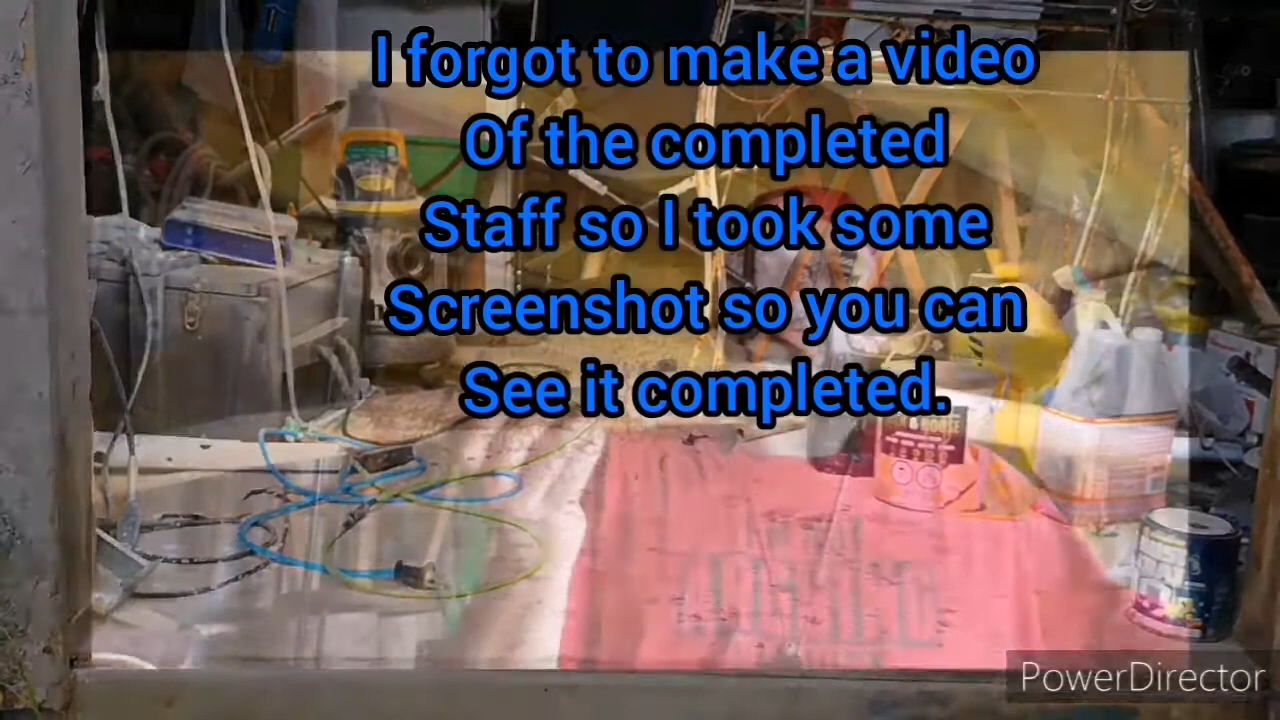 I forgot to make a video
Of the completed
Staff so I took some
Screenshot so you can
See it completed.
PowerDirector